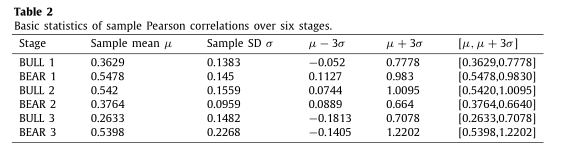 Table 2
Basic statistics of sample Pearson correlations over six stages.
Stage Sample mean μ Sample SD σ μ − 3σ μ + 3σ [μ, μ + 3σ]
BULL 1 0.3629 0.1383 −0.052 0.7778 [0.3629,0.7778]
BEAR 1 0.5478 0.145 0.1127 0.983 [0.5478,0.9830]
BULL 2 0.542 0.1559 0.0744 1.0095 [0.5420,1.0095]
BEAR 2 0.3764 0.0959 0.0889 0.664 [0.3764,0.6640]
BULL 3 0.2633 0.1482 −0.1813 0.7078 [0.2633,0.7078]
BEAR 3 0.5398 0.2268 −0.1405 1.2202 [0.5398,1.2202]